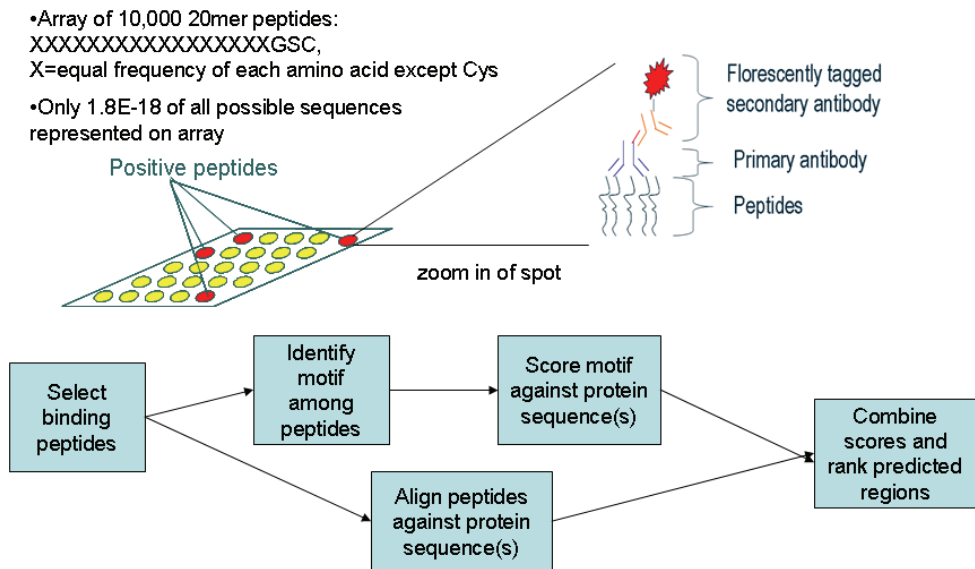 •Array of 10,000 20mer peptides:
XXXXXXXXXXXXXXXXXGSC,
X=equal frequency of each amino acid except Cys
•Only 1.8E-18 of all possible sequences
represented on array
Positive peptides
Florescently tagged
secondary antibody
Primary antibody
Peptides
zoom in of spot
Select
binding
peptides
Identify
motif
among
peptides
Score motif
against protein
sequence(s)
Align peptides
against protein
sequence(s)
Combine
scores and
rank predicted
regions